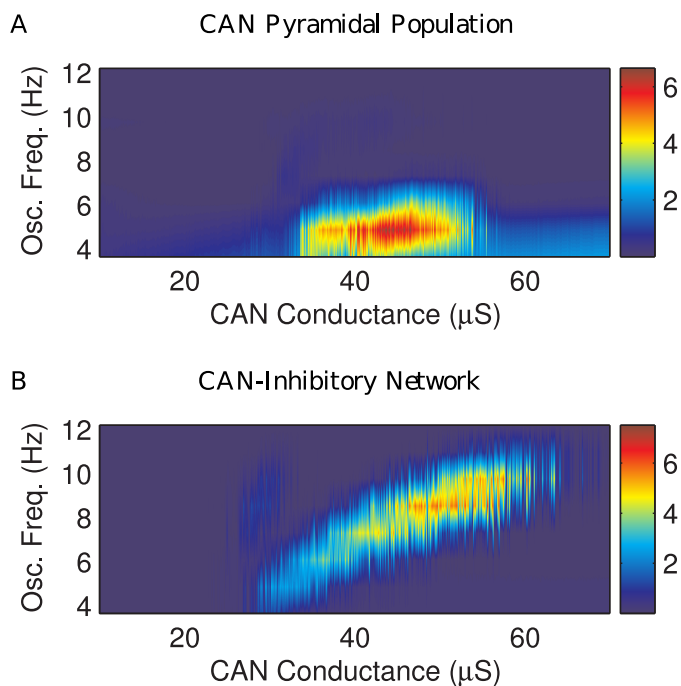 A
CAN Pyramidal Population
Osc. Freq. (Hz)
12
10
8
6
4
20
40
60
CAN Conductance (μS)
6
4
2
B
CAN-Inhibitory Network
Osc. Freq. (Hz)
12
10
8
6
4
20
40
60
CAN Conductance (μS)
6
4
2